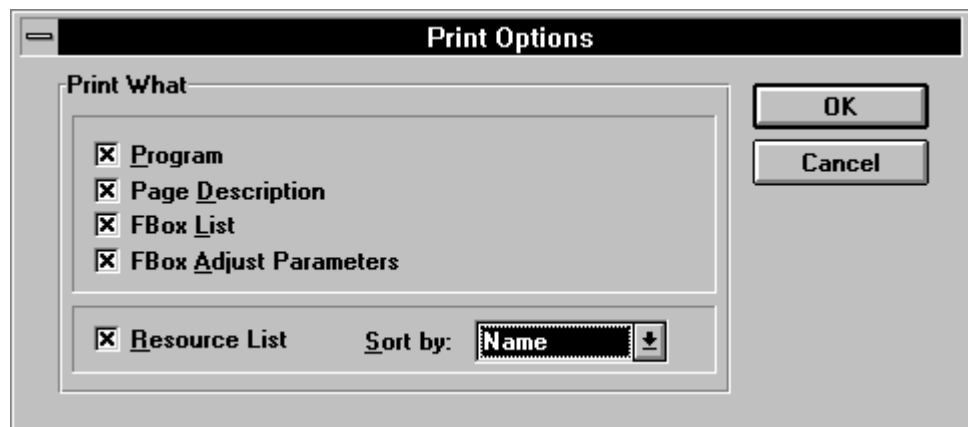 Print Options
Print What
OK
Cancel
Program
Page Description
FBox List
FBox Adjust Parameters
Resource List Sort by: Name